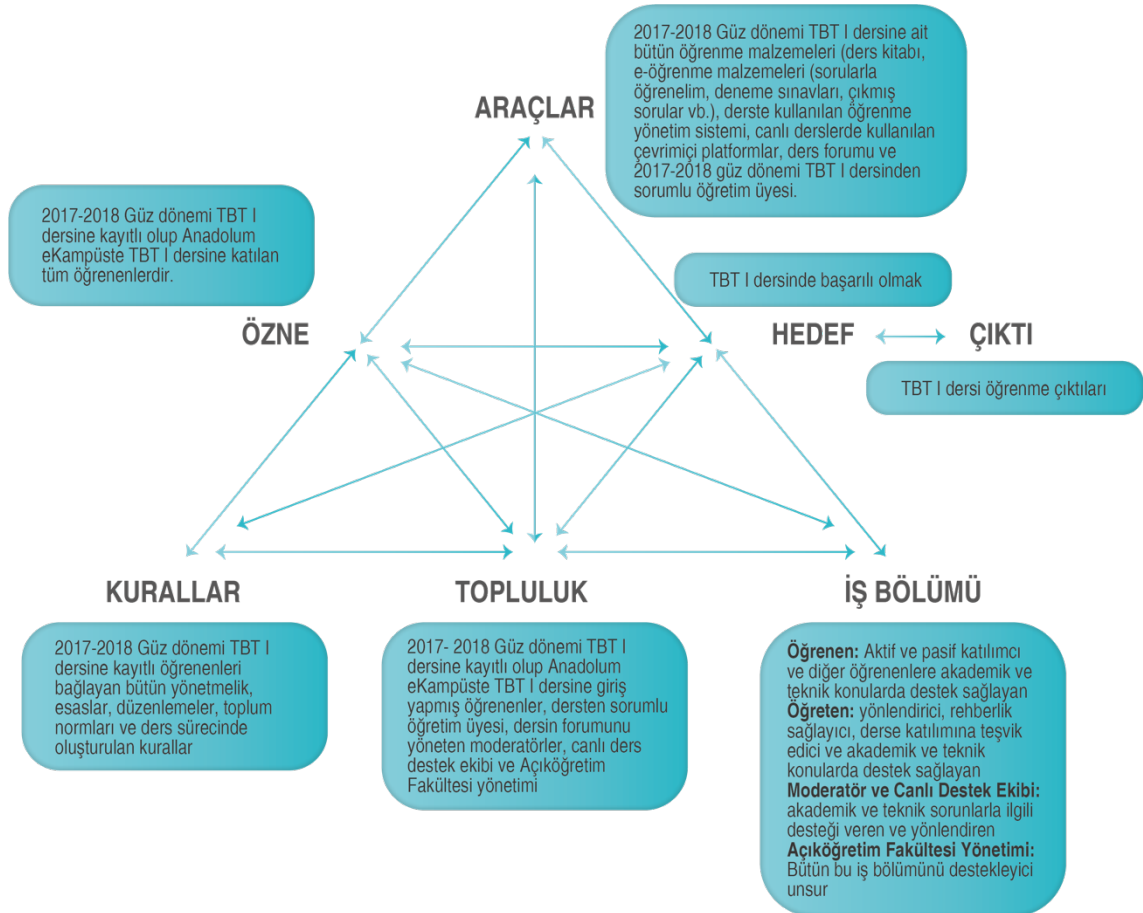 2017-2018 Güz dönemi TBT I dersine ait
bütün öğrenme malzemeleri (ders kitabı,
e-öğrenme malzemeleri (sorularla
öğrenelim, deneme sınavları, çıkmış
sorular vb.), derste kullanılan öğrenme
yönetim sistemi, canlı derslerde kullanılan
çevrimiçi platformlar, ders forumu ve
2017-2018 güz dönemi TBT I dersinden
sorumlu öğretim üyesi.
ARAÇLAR
2017-2018 Güz dönemi TBT I
dersine kayıtlı olup Anadolum
eKampüste TBT I dersine katılan
tüm öğrenenlerdir.
TBT I dersinde başarılı olmak
ÖZNE
HEDEF
ÇIKTI
TBT I dersi öğrenme çıktıları
KURALLAR
2017-2018 Güz dönemi TBT I
dersine kayıtlı öğrenenleri
bağlayan bütün yönetmelik,
esaslar, düzenlemeler, toplum
normları ve ders sürecinde
oluşturulan kurallar
TOPLULUK
2017- 2018 Güz dönemi TBT I
dersine kayıtlı olup Anadolum
eKampüste TBT I dersine giriş
yapmış öğrenenler, dersten sorumlu
öğretim üyesi, dersin forumunu
yöneten moderatörler, canlı ders
destek ekibi ve Açıköğretim
Fakültesi yönetimi
İŞ BÖLÜMÜ
Öğrenen: Aktif ve pasif katılımcı
ve diğer öğrenenlere akademik ve
teknik konularda destek sağlayan
Öğreten: yönlendirici, rehberlik
sağlayıcı, derse katılımına teşvik
edici ve akademik ve teknik
konularda destek sağlayan
Moderatör ve Canlı Destek Ekibi:
akademik ve teknik sorunlarla ilgili
desteği veren ve yönlendiren
Açıköğretim Fakültesi Yönetimi:
Bütün bu iş bölümünü destekleyici
unsur